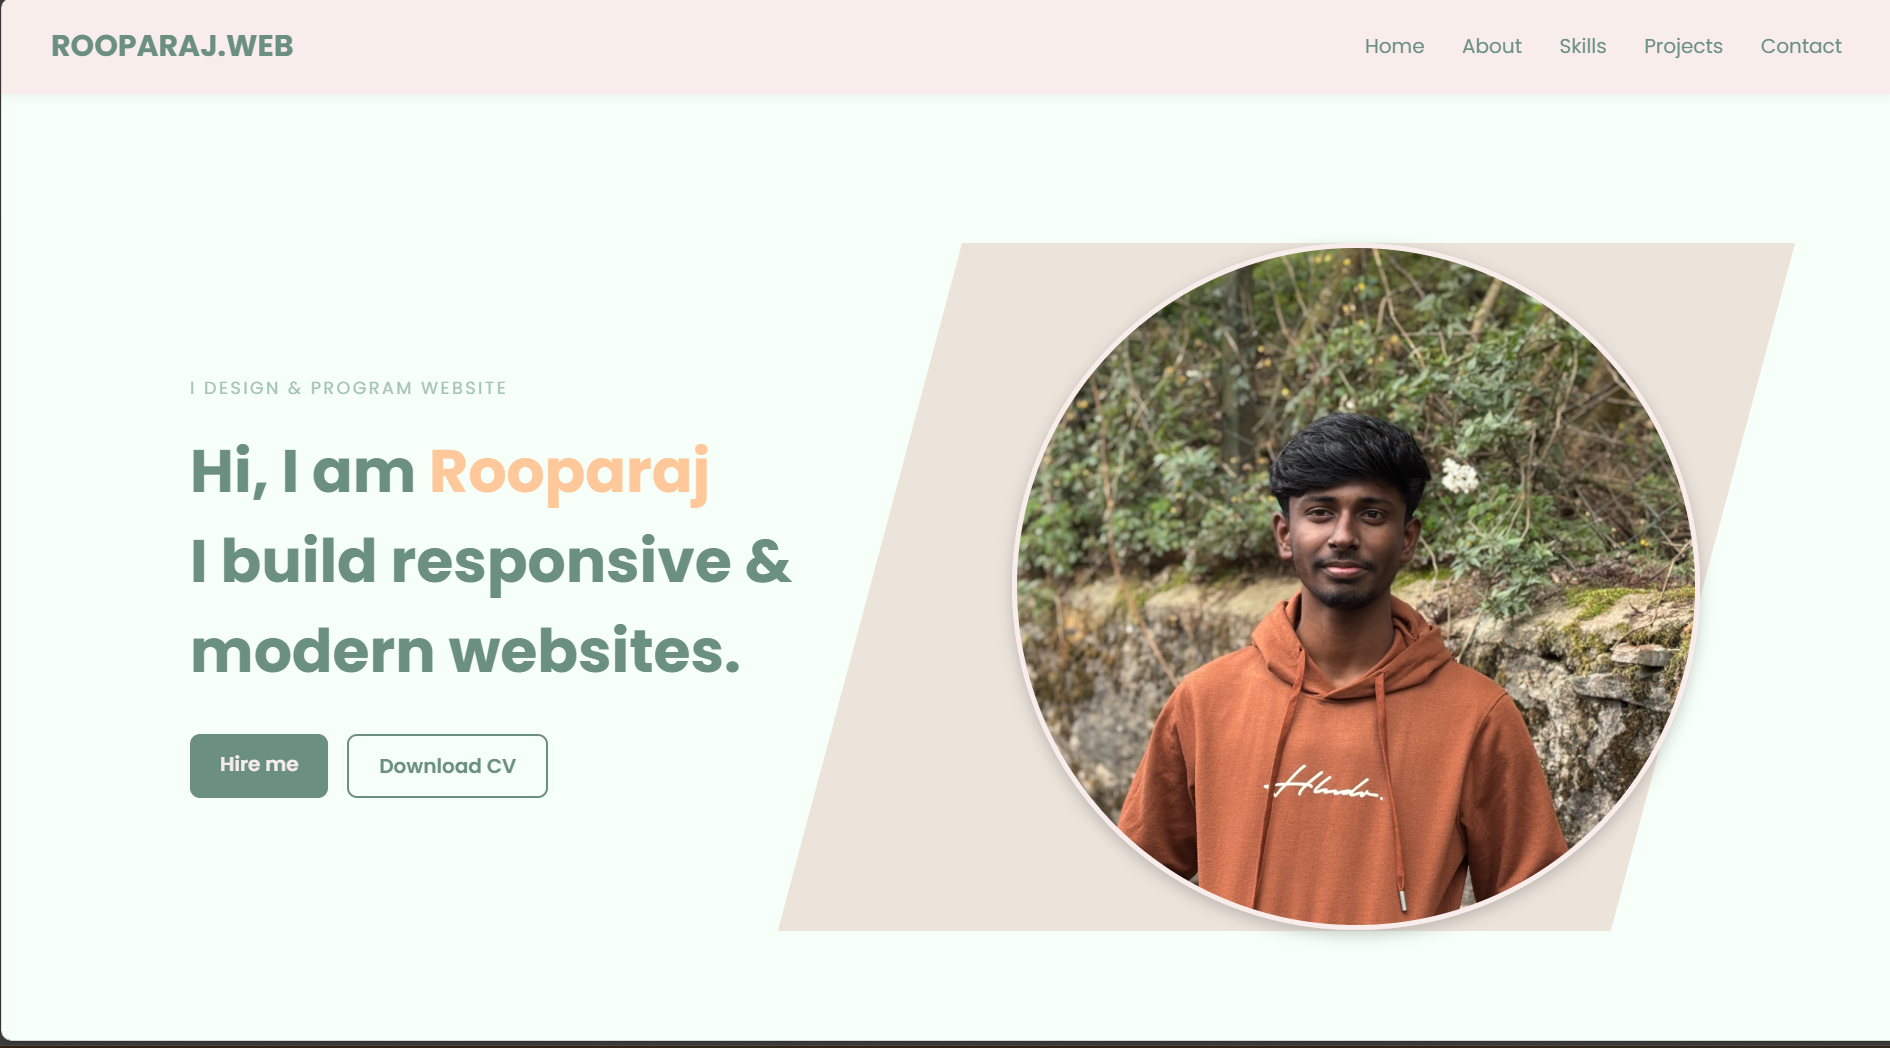 ROOPARAJ.WEB
Home About Skills Projects Contact
I DESIGN & PROGRAM WEBSITE
Hi, I am Rooparaj
I build responsive &
modern websites.
Hire me
Download CV